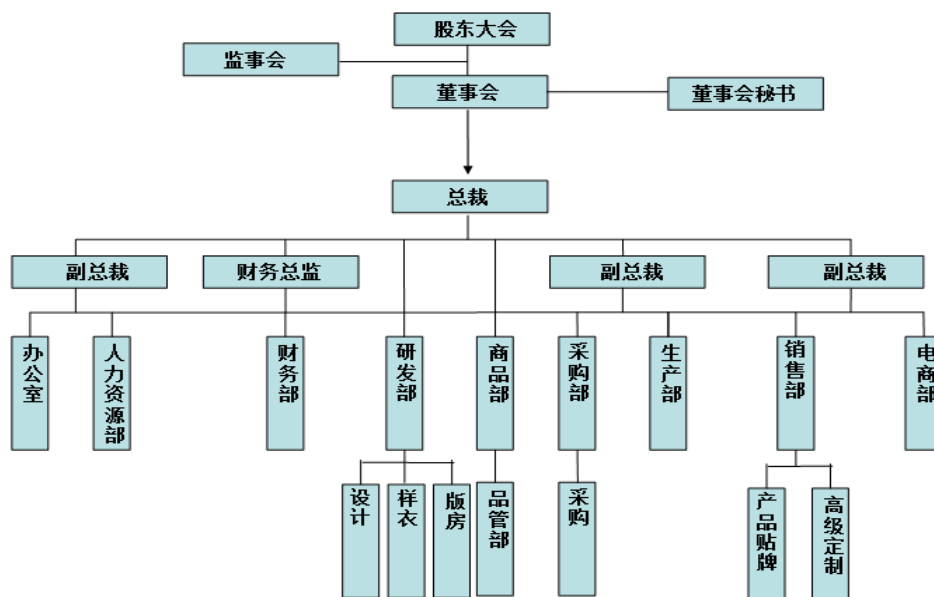 股东大会
监事会
董事会
董事会秘书
总裁
副总裁
财务总监
副总裁
副总裁
办公室
人力资源部
财务部
研发部
商品部
采购部
生产部
销售部
电商部
设计
样衣
版房
品管部
采购
产品贴牌
高级定制